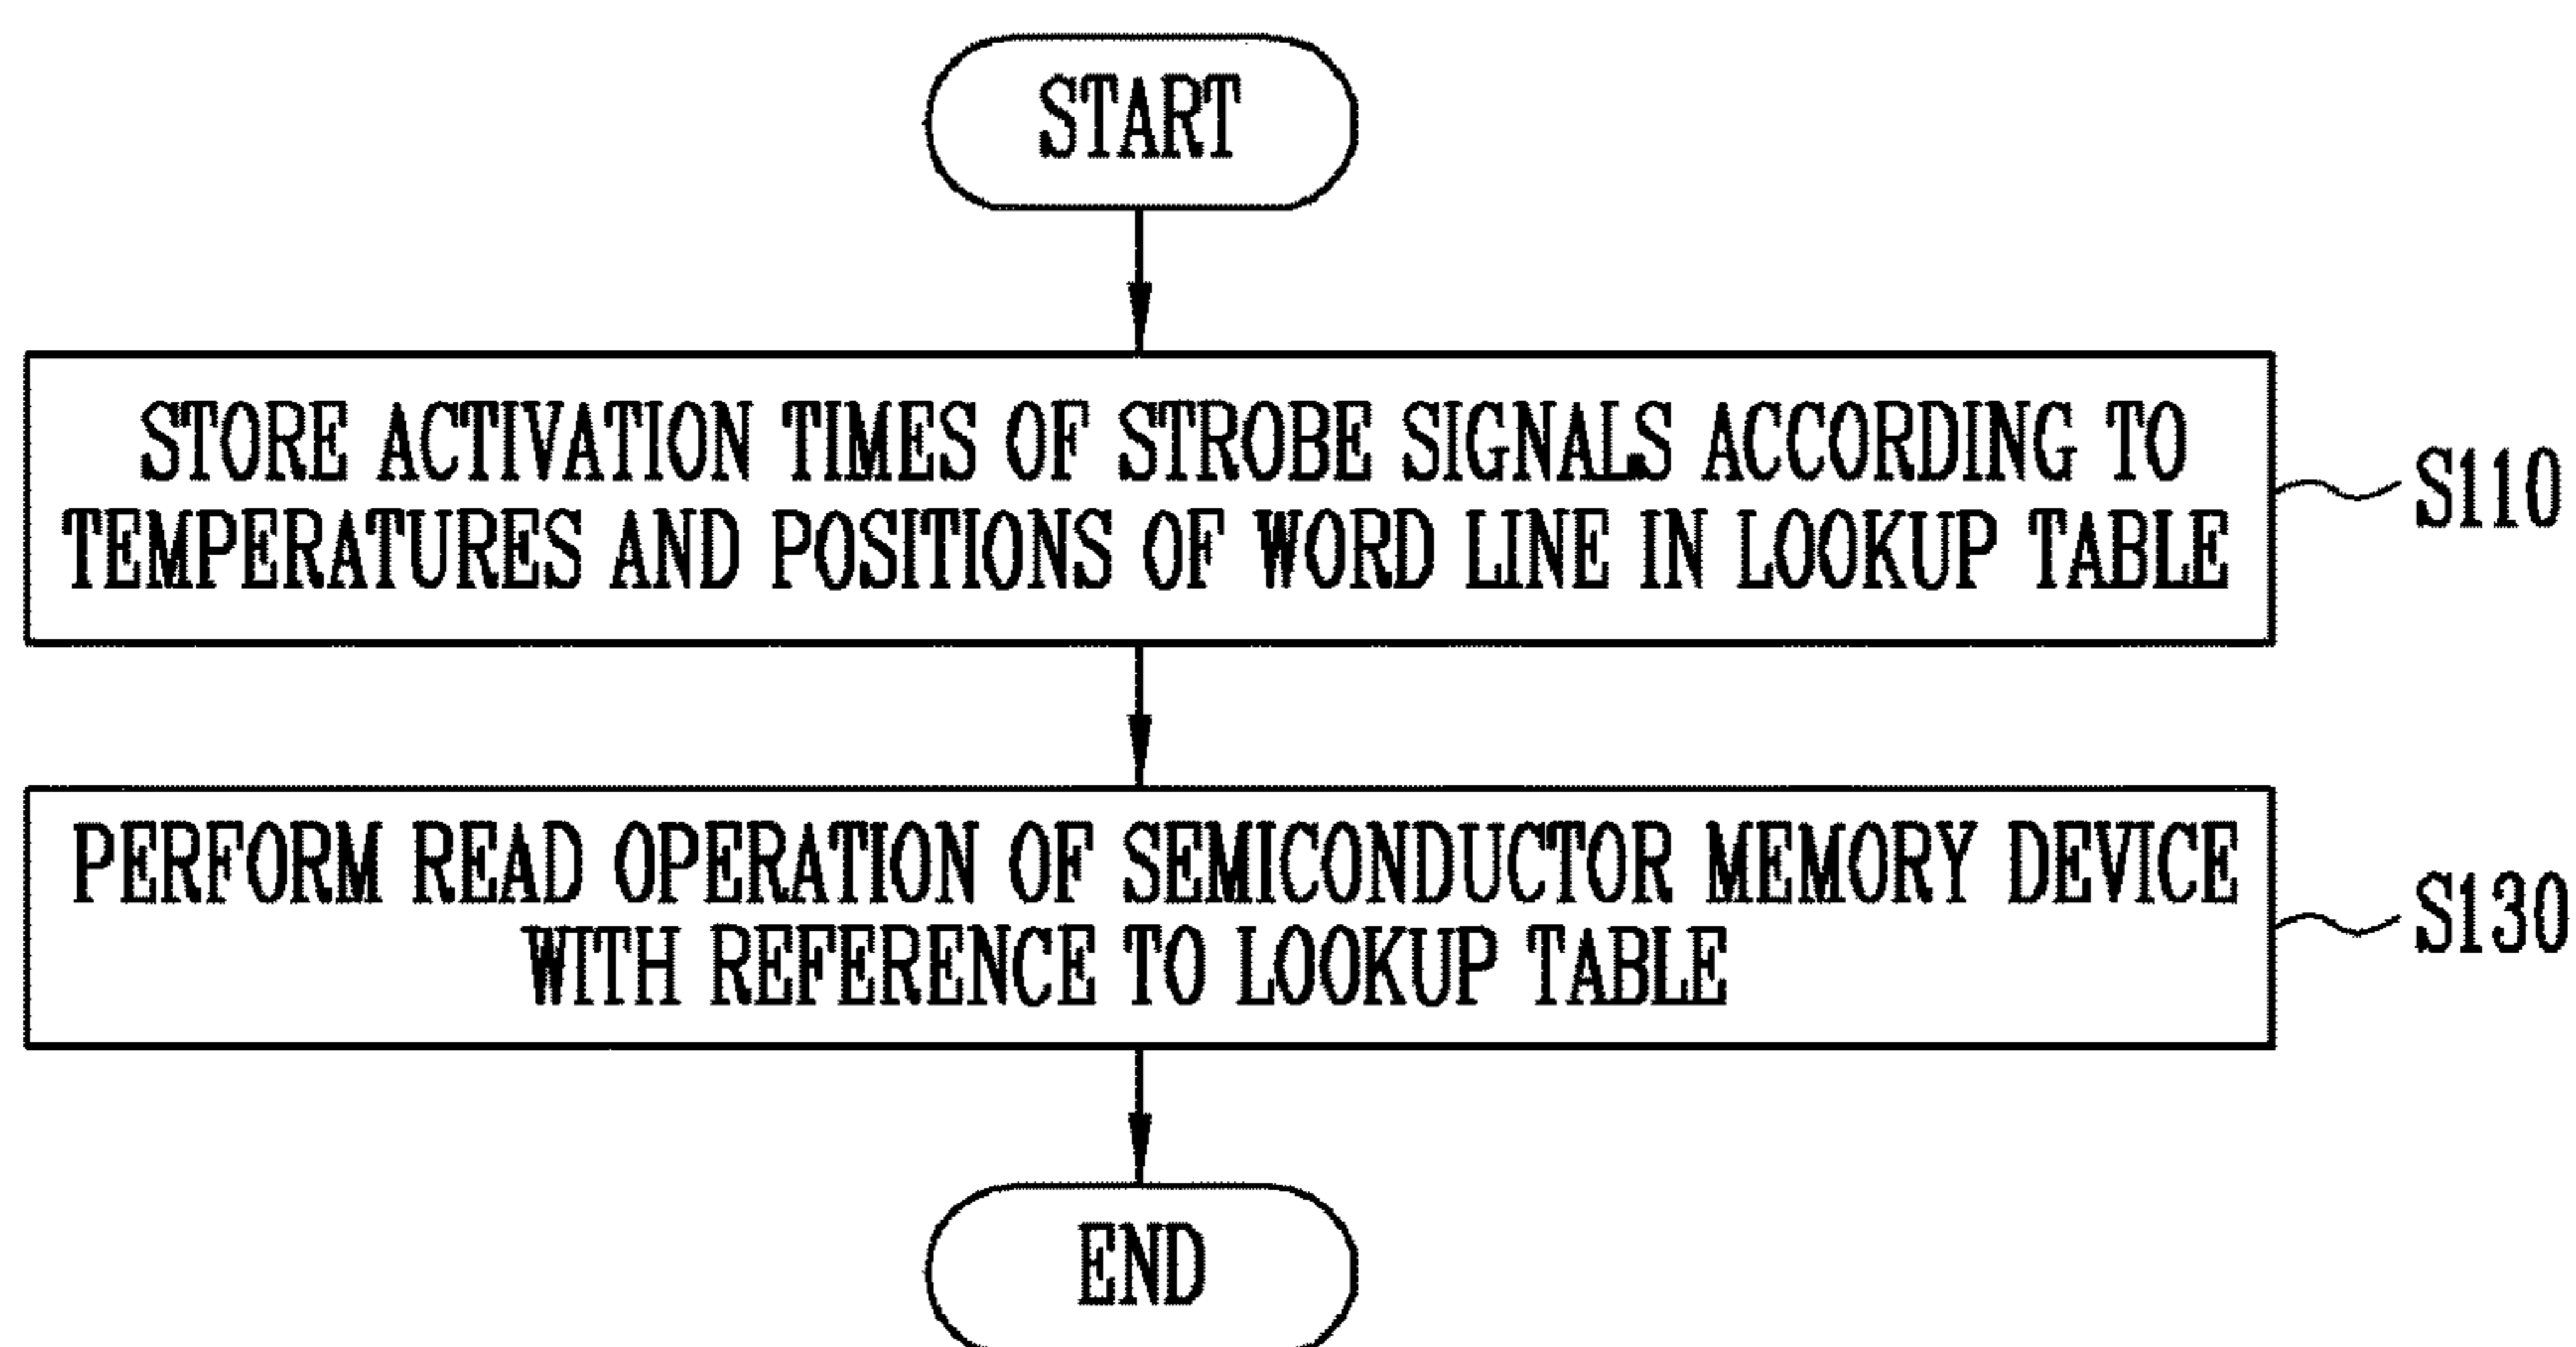 START
STORE ACTIVATION TIMES OF STROBE SIGNALS ACCORDING TO
TEMPERATURES AND POSITIONS OF WORD LINE IN LOOKUP TABLE
S110
PERFORM READ OPERATION OF SEMICONDUCTOR MEMORY DEVICE
WITH REFERENCE TO LOOKUP TABLE
S130
END